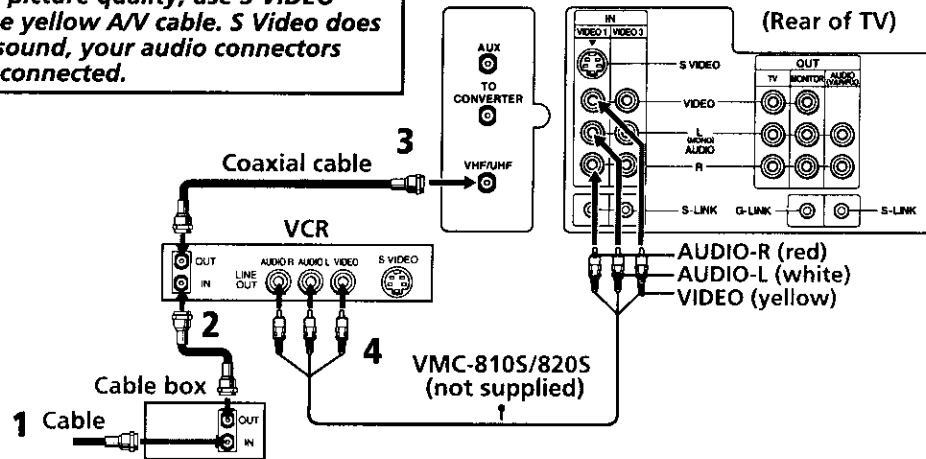 picture quality, use S VIDEO
e yellow A/V cable. S Video does
sound, your audio connectors
connected.
(Rear of TV)
IN
VIDEO 1 VIDEO 3
S VIDEO
VIDEO
L
(MONO)
AUDIO
R
S-LINK
OUT
TV MONITOR AUDIO
(VAR/FIX)
G-LINK
S-LINK
AUX
TO
CONVERTER
VHF/UHF
3
Coaxial cable
VCR
OUT
IN
LINE
OUT
AUDIO R AUDIO L VIDEO
S VIDEO
AUDIO-R (red)
AUDIO-L (white)
VIDEO (yellow)
2
4
VMC-810S/820S
(not supplied)
Cable box
1 Cable
OUT
IN